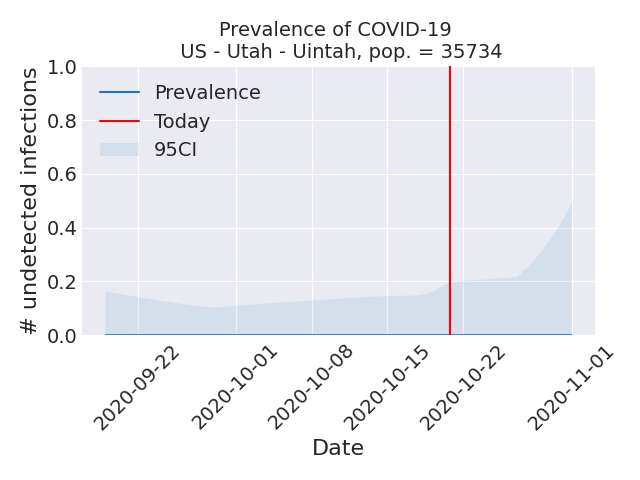 Prevalence of COVID-19
US - Utah - Uintah, pop. = 35734
# undetected infections
1.0
0.8
0.6
0.4
0.2
0.0
Prevalence
Today
95CI
2020-09-22
2020-10-01
2020-10-08
2020-10-15
2020-10-22
2020-11-01
Date